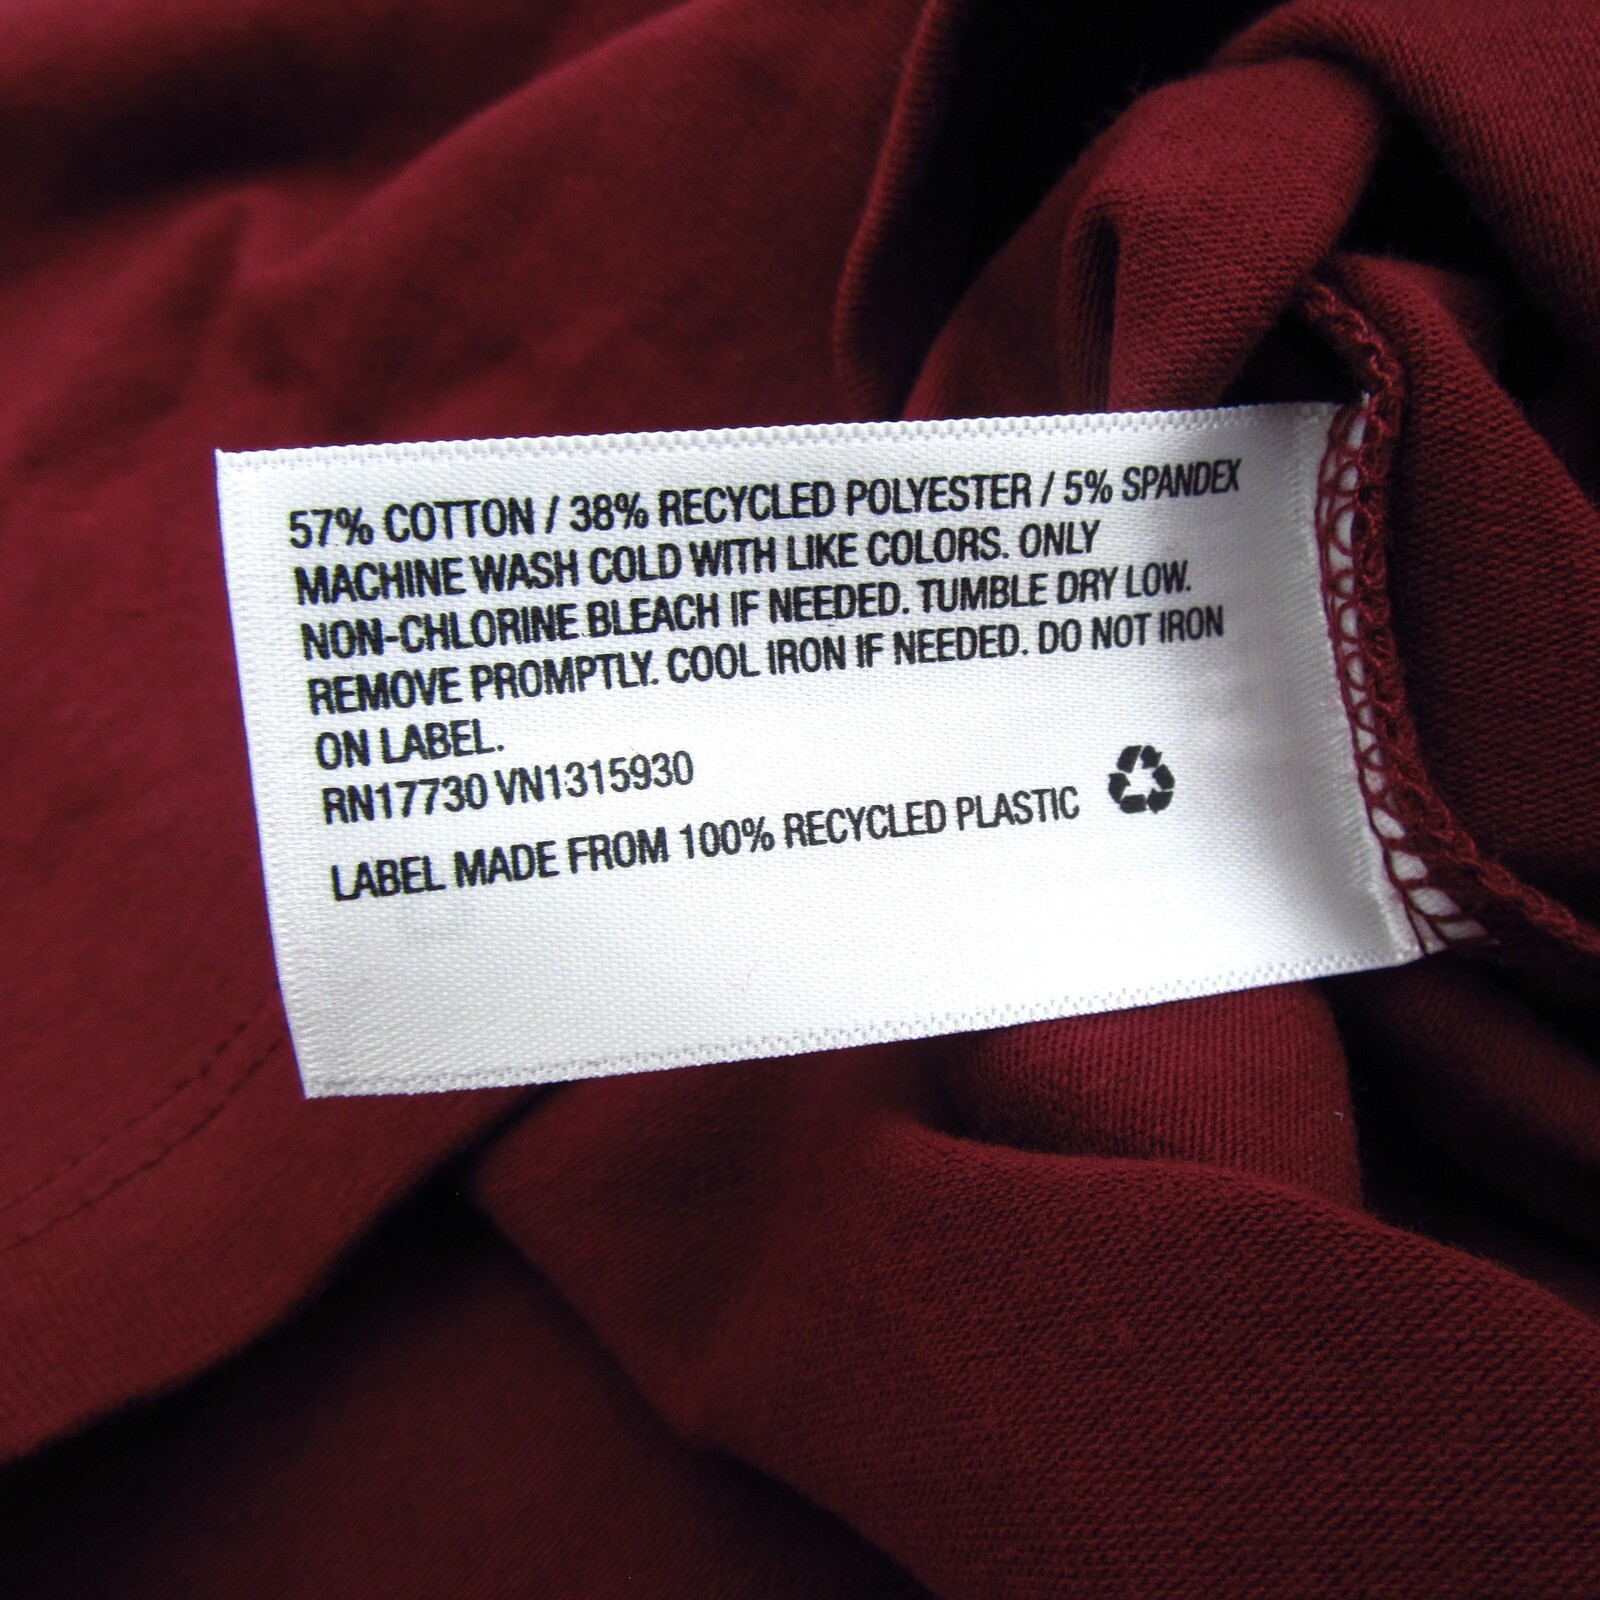 57% COTTON / 38% RECYCLED POLYESTER / 5% SPANDEX
MACHINE WASH COLD WITH LIKE COLORS. ONLY
NON-CHLORINE BLEACH IF NEEDED. TUMBLE DRY LOW.
REMOVE PROMPTLY. COOL IRON IF NEEDED. DO NOT IRON
ON LABEL.
RN17730 VN1315930
LABEL MADE FROM 100% RECYCLED PLASTIC